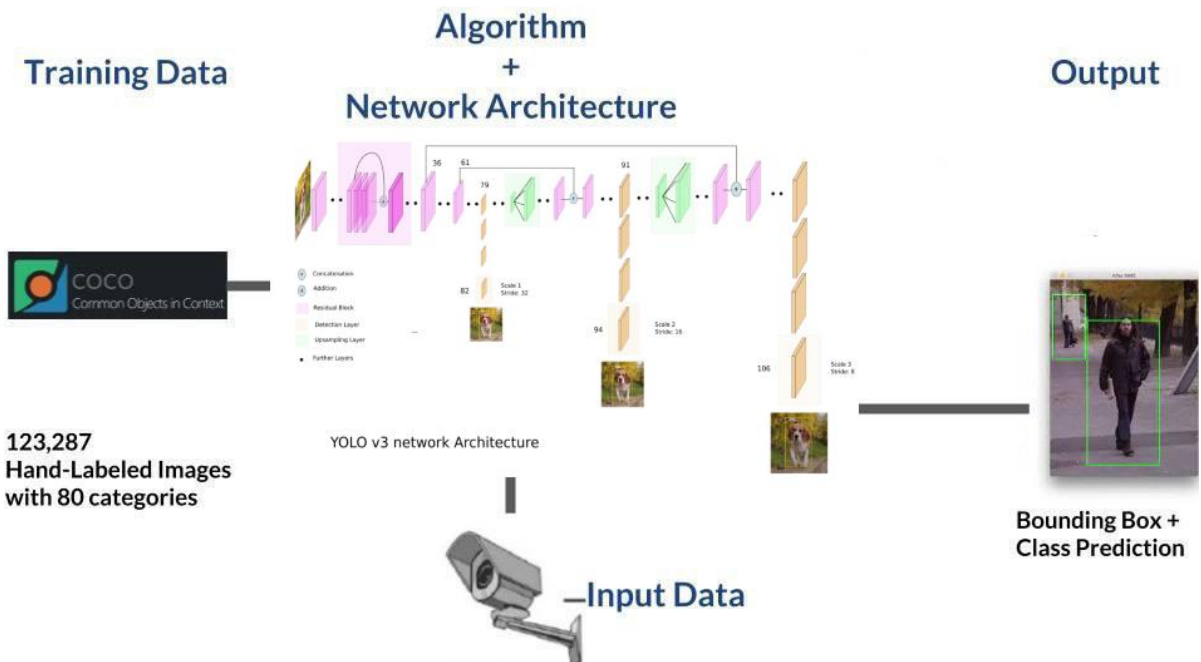 Algorithm
+
Network Architecture
Training Data
Output
36
61
79
91
COCO
Common Objects in Context
Concatenation
Addition
Residual Block
Detection Layer
Upsampling Layer
Further Layers
82
Scale 1
Stride: 32
94
Scale 2
Stride: 16
106
Scale 3
Stride: 8
YOLO v3 network Architecture
123,287
Hand-Labeled Images
with 80 categories
After NMS
Bounding Box +
Class Prediction
Input Data